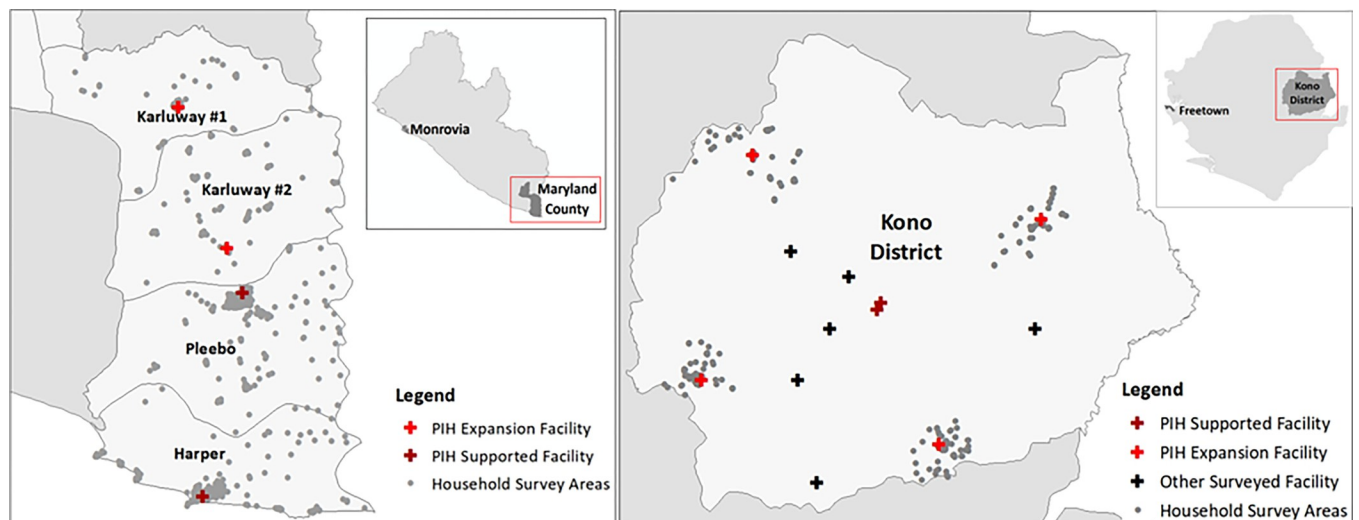 Karluway #1
Karluway #2
Pleebo
Harper
Monrovia
Maryland
County
Legend
PIH Expansion Facility
PIH Supported Facility
Household Survey Areas
Kono
District
Freetown
Kono
District
Legend
PIH Supported Facility
PIH Expansion Facility
Other Surveyed Facility
Household Survey Areas